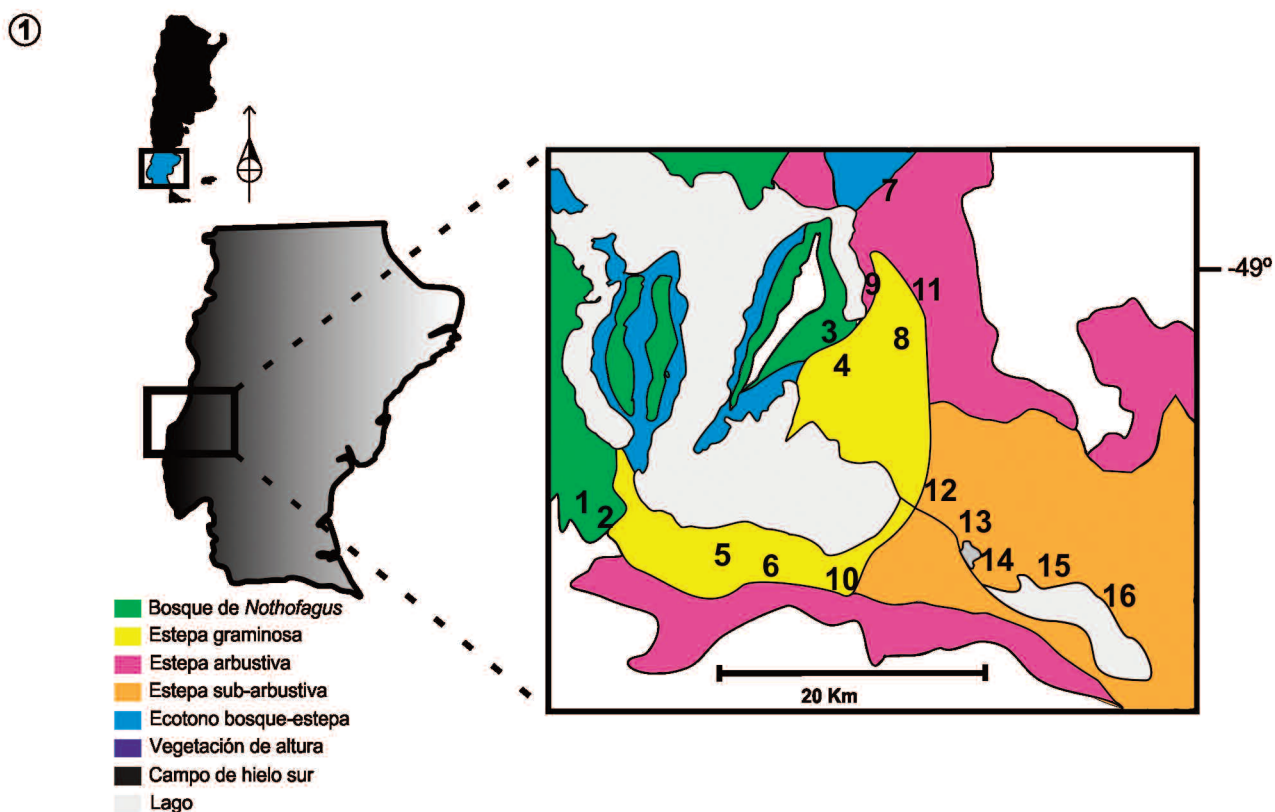 ①
-49º
7
9
11
3
8
4
12
1
2
13
5
6
14
15
10
16
20 Km
Bosque de Nothofagus
Estepa graminosa
Estepa arbustiva
Estepa sub-arbustiva
Ecotono bosque-estepa
Vegetación de altura
Campo de hielo sur
Lago